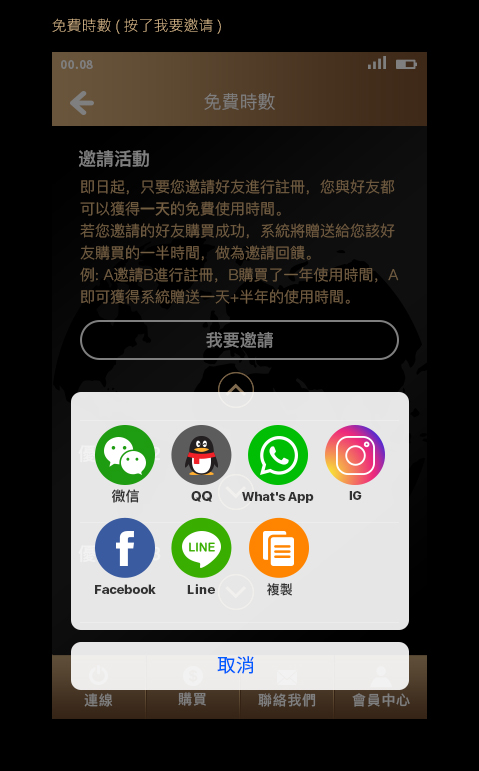 免費時數 ( 按了我要邀请 )
00.08
免費時數
邀請活動
即日起，只要您邀請好友進行註冊，您與好友都
可以獲得一天的免費使用時間。
若您邀請的好友購買成功，系統將贈送給您該好
友購買的一半時間，做為邀請回饋。
例: A邀請B進行註冊，B購買了一年使用時間，A
即可獲得系統贈送一天+半年的使用時間。
我要邀請
微信
QQ
What's App
IG
LINE
Facebook
Line
複製
取消
連線
購買
聯絡我們
會員中心